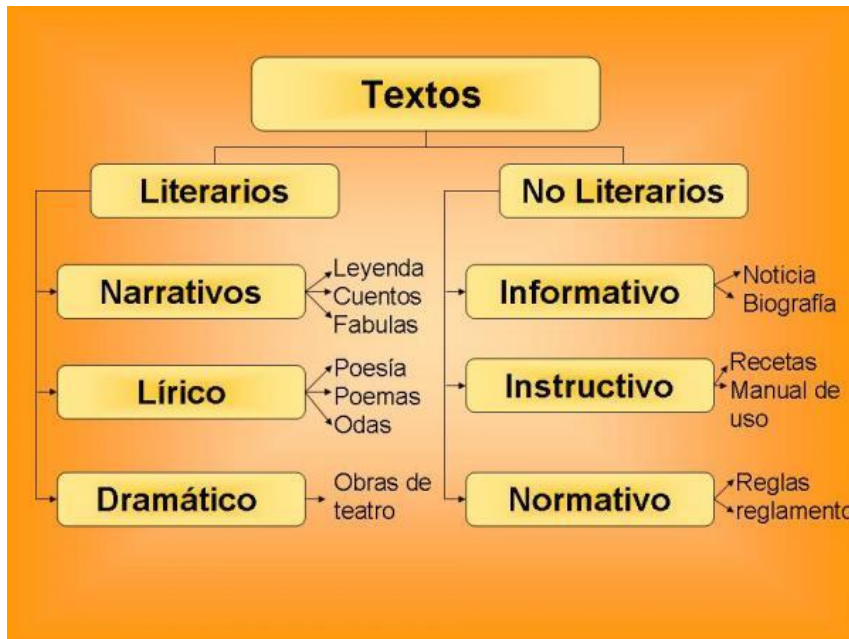 Textos
Literarios
No Literarios
Narrativos
Leyenda
Cuentos
Fabulas
Informativo
Noticia
Biografía
Lírico
Poesía
Poemas
Odas
Instructivo
Recetas
Manual de
uso
Dramático
Obras de
teatro
Normativo
Reglas
reglamento